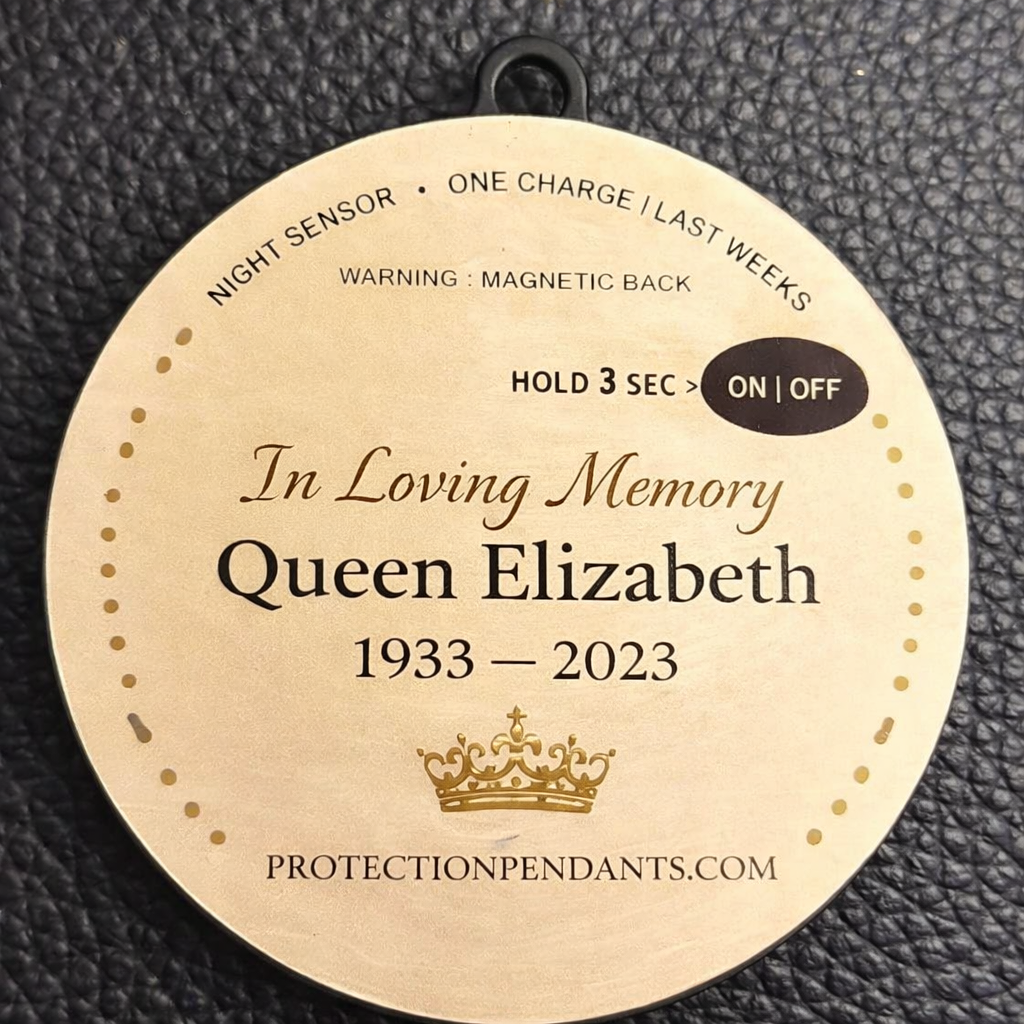 NIGHT SENSOR • ONE CHARGE | LAST WEEKS
WARNING : MAGNETIC BACK
HOLD 3 SEC > ON | OFF
In Loving Memory
Queen Elizabeth
1933 — 2023
PROTECTIONPENDANTS.COM